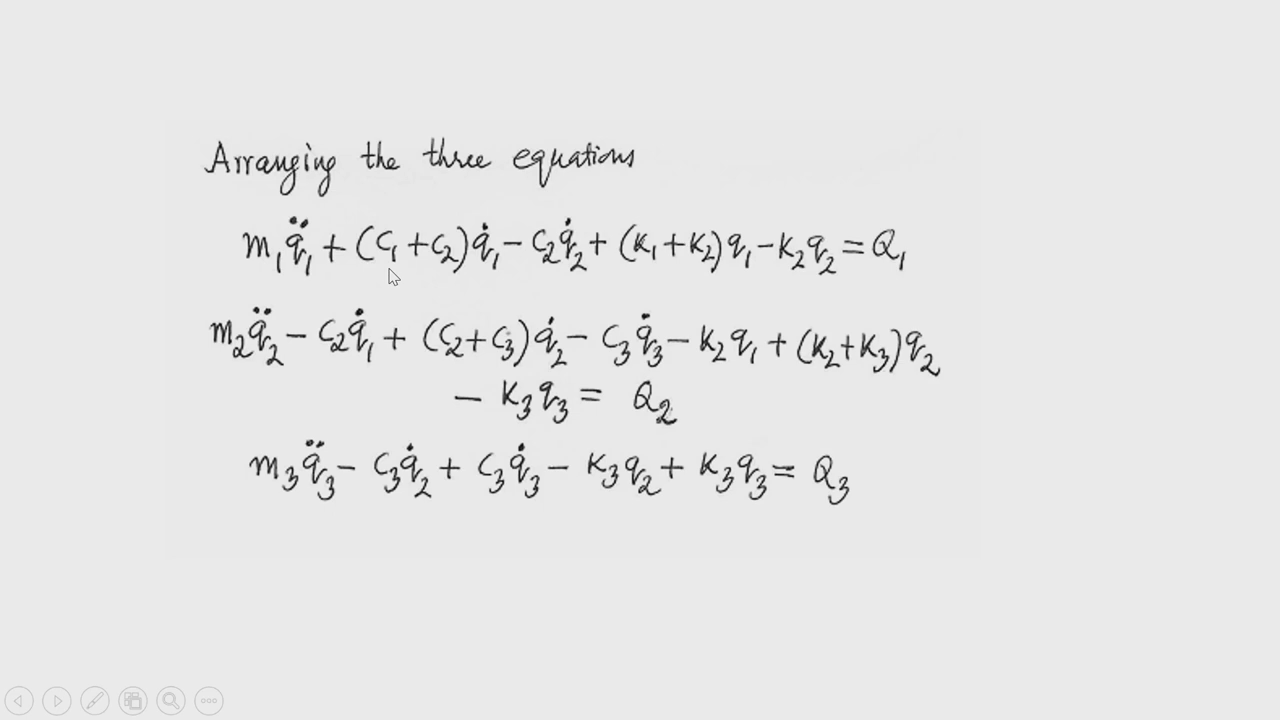 Arranging the three equations
m₁q̈₁ + (C₁ + C₂)q̇₁ − C₂q̇₂ + (K₁ + K₂)q₁ − K₂q₂ = Q₁
m₂q̈₂ − C₂q̇₁ + (C₂ + C₃)q̇₂ − C₃q̇₃ − K₂q₁ + (K₂ + K₃)q₂
− K₃q₃ = Q₂
m₃q̈₃ − C₃q̇₂ + C₃q̇₃ − K₃q₂ + K₃q₃ = Q₃